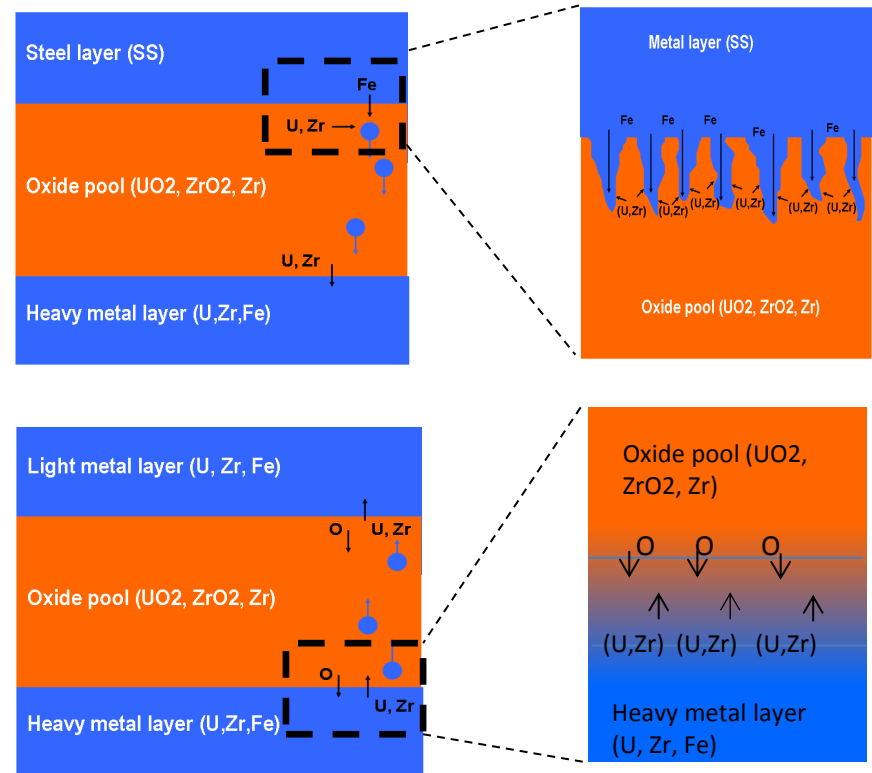 Steel layer (SS)
Fe
U, Zr
Oxide pool (UO2, ZrO2, Zr)
U, Zr
Heavy metal layer (U,Zr,Fe)
Metal layer (SS)
Fe Fe Fe Fe Fe Fe
(U,Zr) (U,Zr) (U,Zr) (U,Zr) (U,Zr) (U,Zr)
Oxide pool (UO2, ZrO2, Zr)
Light metal layer (U, Zr, Fe)
O U, Zr
Oxide pool (UO2, ZrO2, Zr)
O
U, Zr
Heavy metal layer (U,Zr,Fe)
Oxide pool (UO2,
ZrO2, Zr)
O O O
(U,Zr) (U,Zr) (U,Zr)
Heavy metal layer
(U, Zr, Fe)